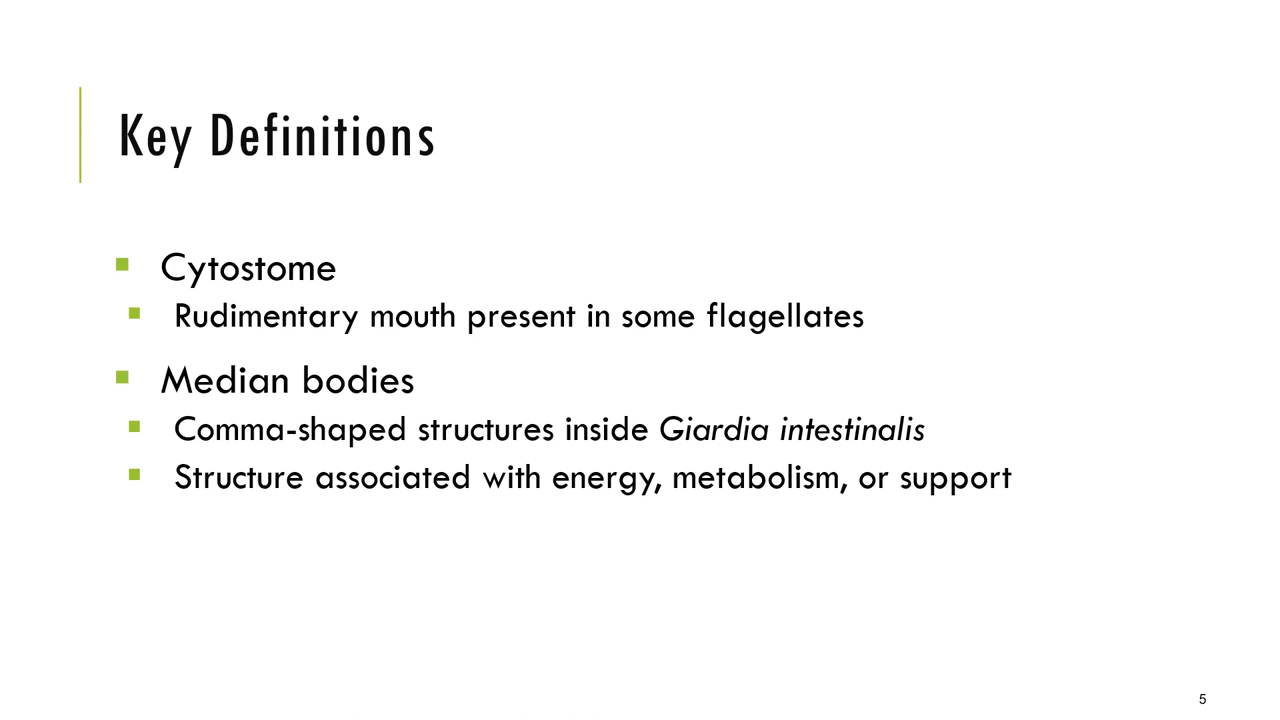 Key Definitions
Cytostome
Rudimentary mouth present in some flagellates
Median bodies
Comma-shaped structures inside Giardia intestinalis
Structure associated with energy, metabolism, or support
5